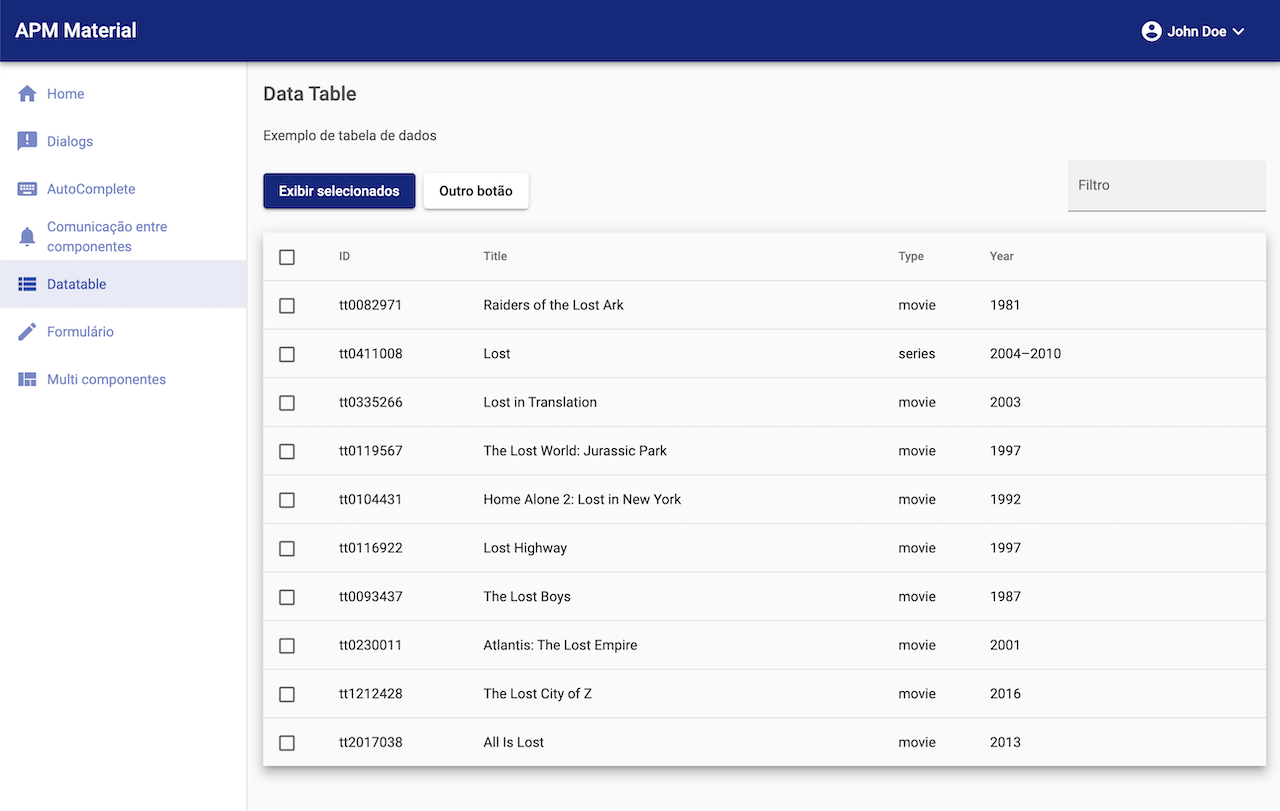 APM Material
John Doe
Home
Dialogs
AutoComplete
Comunicação entre
componentes
Datatable
Formulário
Multi componentes
Data Table
Exemplo de tabela de dados
Exibir selecionados Outro botão Filtro
ID Title Type Year
tt0082971 Raiders of the Lost Ark movie 1981
tt0411008 Lost series 2004–2010
tt0335266 Lost in Translation movie 2003
tt0119567 The Lost World: Jurassic Park movie 1997
tt0104431 Home Alone 2: Lost in New York movie 1992
tt0116922 Lost Highway movie 1997
tt0093437 The Lost Boys movie 1987
tt0230011 Atlantis: The Lost Empire movie 2001
tt1212428 The Lost City of Z movie 2016
tt2017038 All Is Lost movie 2013